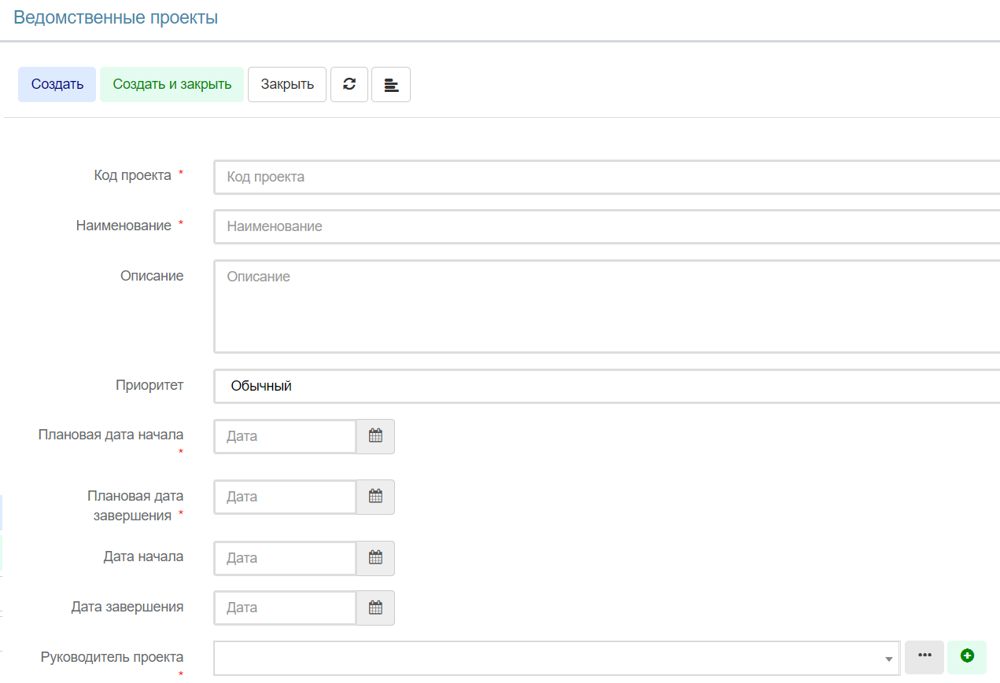 Ведомственные проекты
Создать Создать и закрыть Закрыть
Код проекта * Код проекта
Наименование * Наименование
Описание Описание
Приоритет Обычный
Плановая дата начала Дата
*
Плановая дата Дата
завершения *
Дата начала Дата
Дата завершения Дата
Руководитель проекта
*